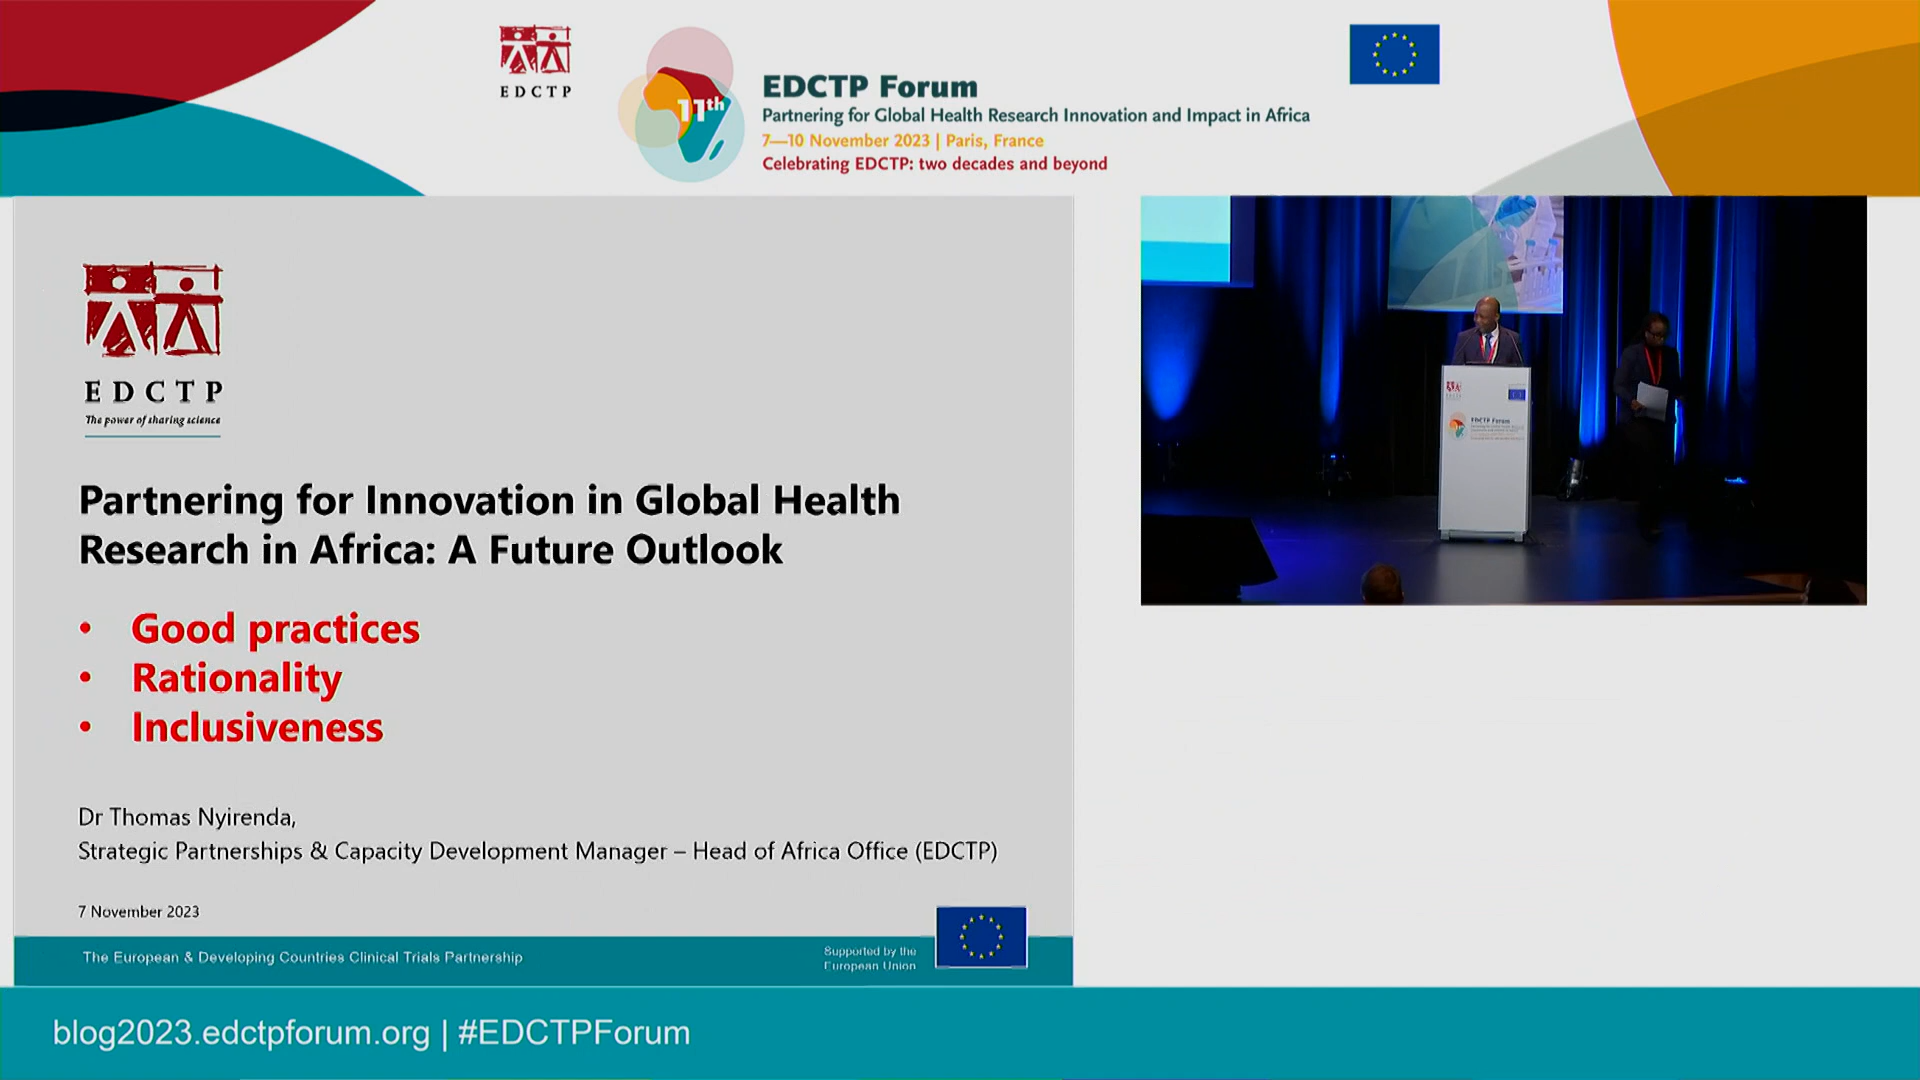 EDCTP
11th
EDCTP Forum
Partnering for Global Health Research Innovation and Impact in Africa
7—10 November 2023 | Paris, France
Celebrating EDCTP: two decades and beyond
EDCTP
The power of sharing science
Partnering for Innovation in Global Health
Research in Africa: A Future Outlook
• Good practices
• Rationality
• Inclusiveness
Dr Thomas Nyirenda,
Strategic Partnerships & Capacity Development Manager – Head of Africa Office (EDCTP)
7 November 2023
The European & Developing Countries Clinical Trials Partnership
Supported by the
European Union
EDCTP Forum
blog2023.edctpforum.org | #EDCTPForum